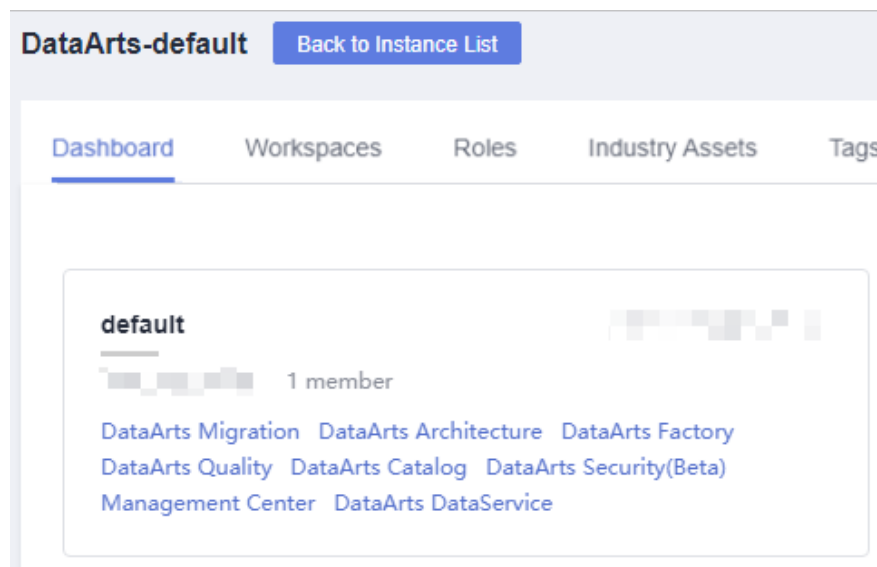 DataArts-default Back to Instance List
Dashboard Workspaces Roles Industry Assets Tags
default
1 member
DataArts Migration DataArts Architecture DataArts Factory
DataArts Quality DataArts Catalog DataArts Security(Beta)
Management Center DataArts DataService